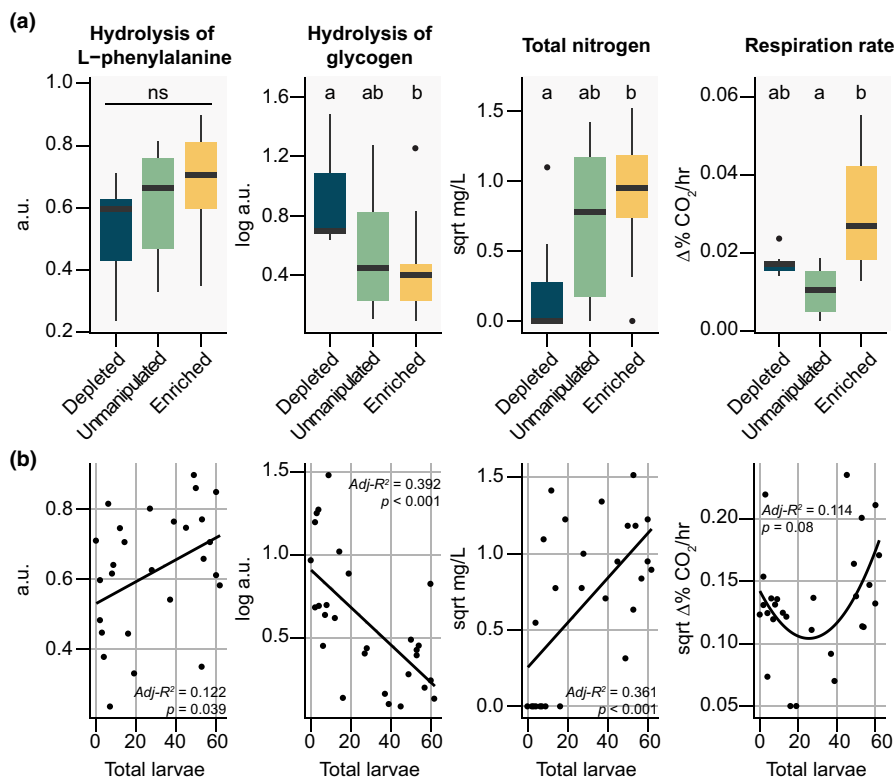 (a)
Hydrolysis of
L−phenylalanine
Hydrolysis of
glycogen
Total nitrogen
Respiration rate
1.0
0.8
0.6
0.4
0.2
a.u.
ns
Depleted
Unmanipulated
Enriched
1.6
1.2
0.8
0.4
log a.u.
a ab b
Depleted
Unmanipulated
Enriched
1.5
1.0
0.5
0.0
sqrt mg/L
a ab b
Depleted
Unmanipulated
Enriched
0.06
0.04
0.02
0.00
Δ% CO₂/hr
ab a b
Depleted
Unmanipulated
Enriched
(b)
0.8
0.6
0.4
a.u.
Adj-R² = 0.122
p = 0.039
0 20 40 60
Total larvae
1.5
1.0
0.5
log a.u.
Adj-R² = 0.392
p < 0.001
0 20 40 60
Total larvae
1.5
1.0
0.5
0.0
sqrt mg/L
Adj-R² = 0.361
p < 0.001
0 20 40 60
Total larvae
0.20
0.15
0.10
0.05
sqrt Δ% CO₂/hr
Adj-R² = 0.114
p = 0.08
0 20 40 60
Total larvae